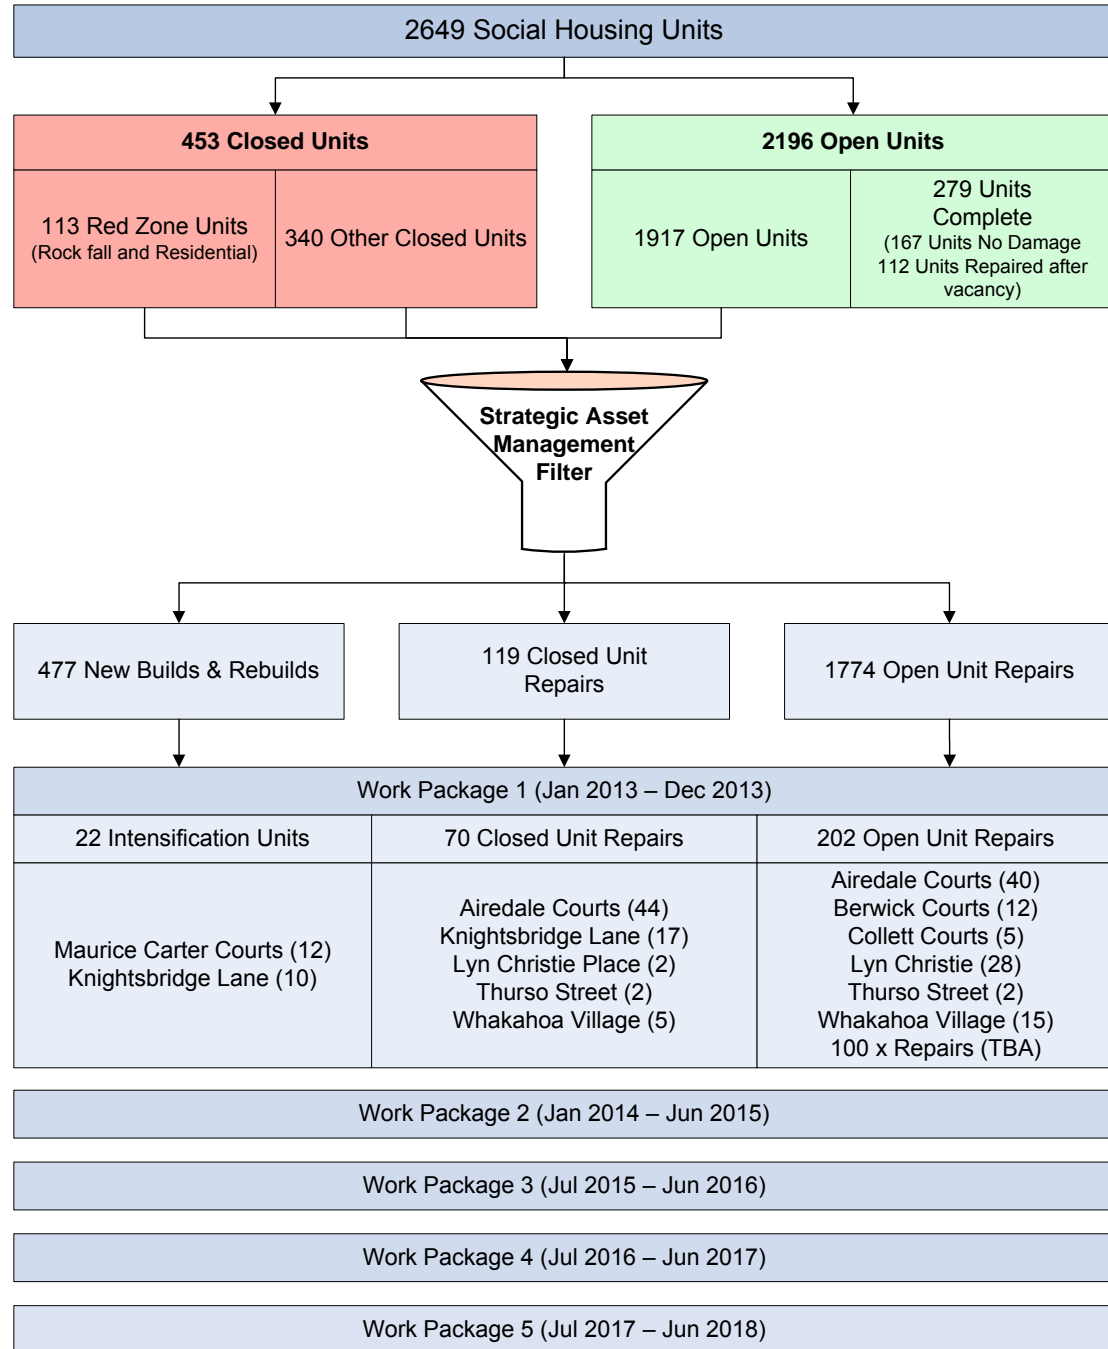 2649 Social Housing Units
453 Closed Units
113 Red Zone Units
(Rock fall and Residential)
340 Other Closed Units
2196 Open Units
1917 Open Units
279 Units
Complete
(167 Units No Damage
112 Units Repaired after
vacancy)
Strategic Asset
Management
Filter
477 New Builds & Rebuilds
119 Closed Unit
Repairs
1774 Open Unit Repairs
Work Package 1 (Jan 2013 – Dec 2013)
22 Intensification Units
70 Closed Unit Repairs
202 Open Unit Repairs
Maurice Carter Courts (12)
Knightsbridge Lane (10)
Airedale Courts (44)
Knightsbridge Lane (17)
Lyn Christie Place (2)
Thurso Street (2)
Whakahoa Village (5)
Airedale Courts (40)
Berwick Courts (12)
Collett Courts (5)
Lyn Christie (28)
Thurso Street (2)
Whakahoa Village (15)
100 x Repairs (TBA)
Work Package 2 (Jan 2014 – Jun 2015)
Work Package 3 (Jul 2015 – Jun 2016)
Work Package 4 (Jul 2016 – Jun 2017)
Work Package 5 (Jul 2017 – Jun 2018)